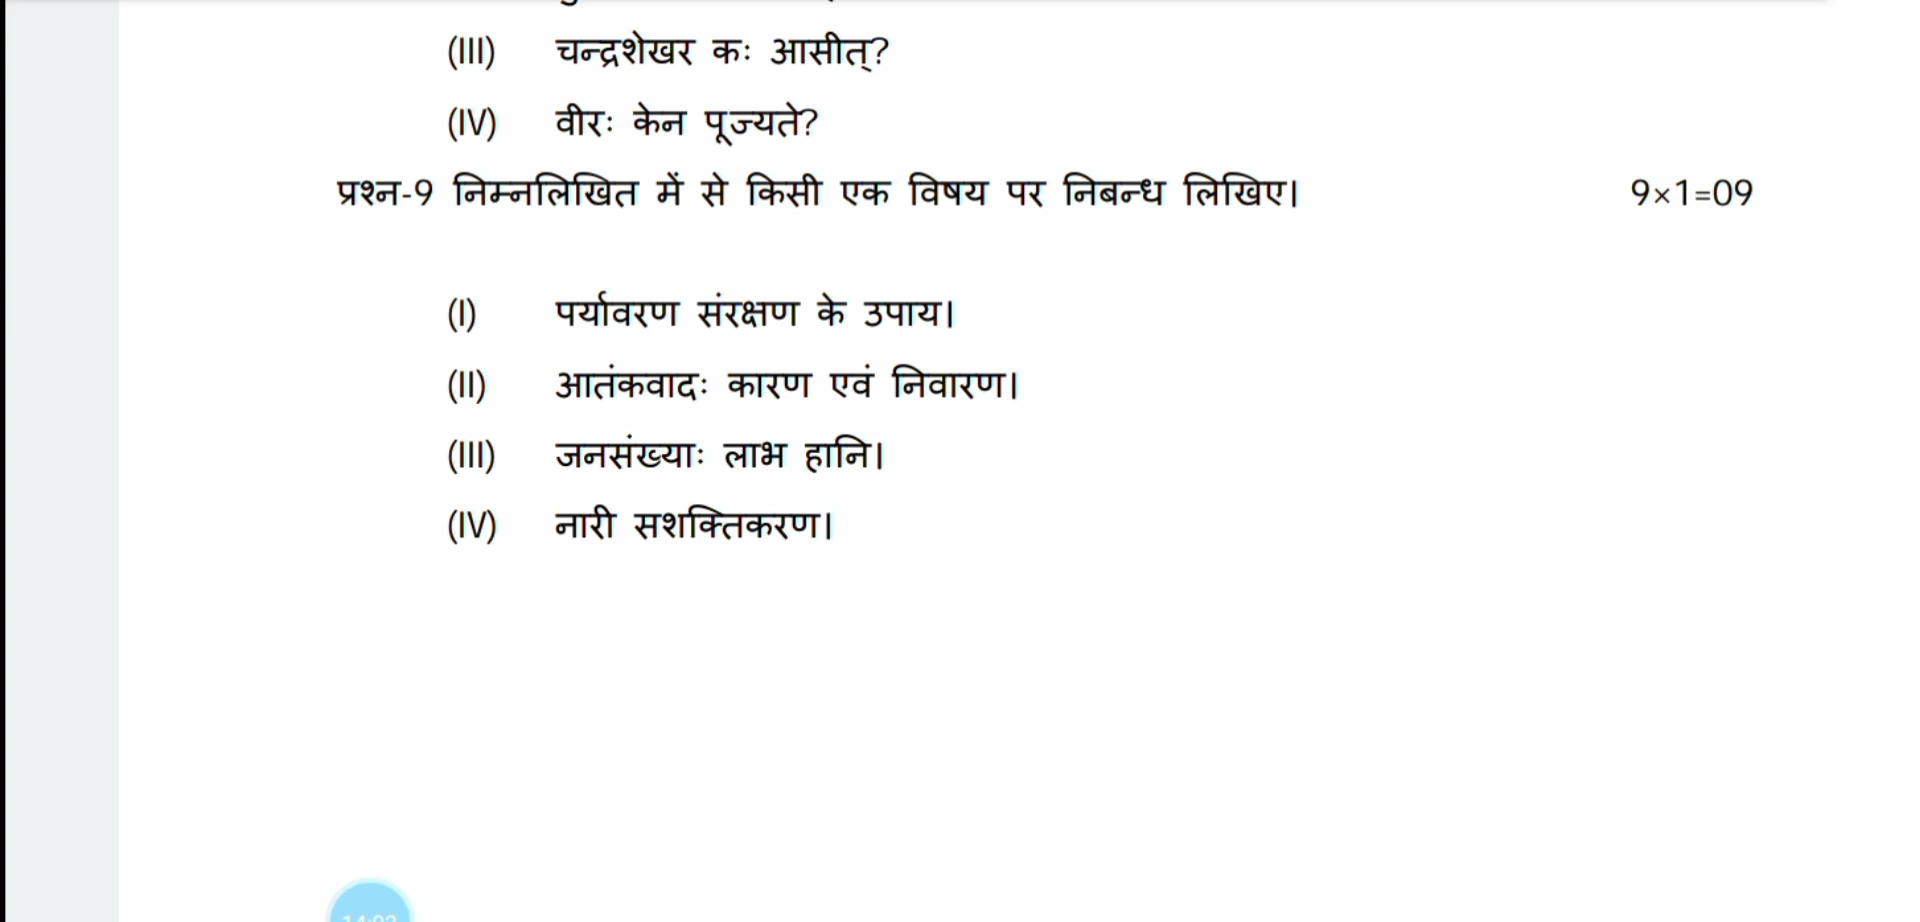 (III) चन्द्रशेखर कः आसीत्?
(IV) वीरः केन पूज्यते?
प्रश्न-9 निम्नलिखित में से किसी एक विषय पर निबन्ध लिखिए। 9×1=09
(I) पर्यावरण संरक्षण के उपाय।
(II) आतंकवादः कारण एवं निवारण।
(III) जनसंख्याः लाभ हानि।
(IV) नारी सशक्तिकरण।